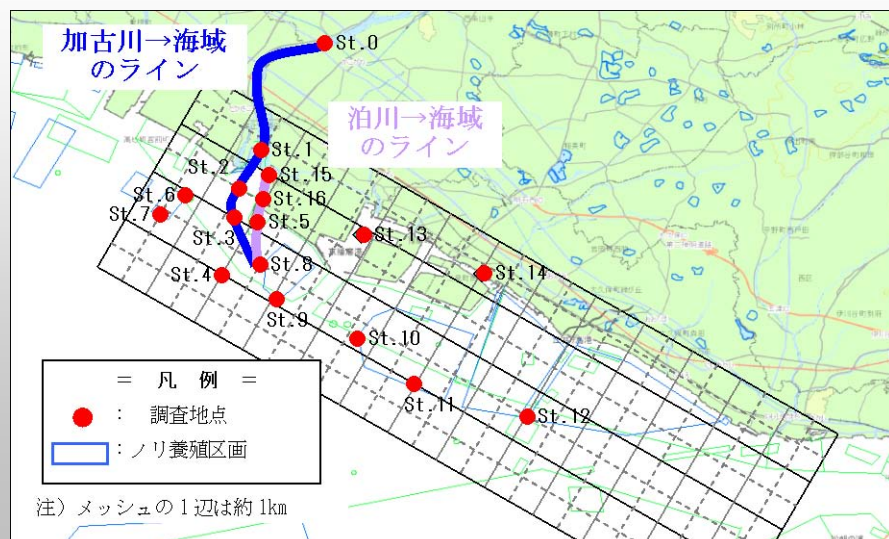 加古川→海域
のライン
St.0
泊川→海域
のライン
St.1
St.15
St.2
St.16
St.6
St.5
St.7
St.3
St.13
St.8
St.4
St.14
St.9
St.10
St.11
St.12
＝ 凡 例 ＝
： 調査地点
：ノリ養殖区画
注）メッシュの1辺は約1km